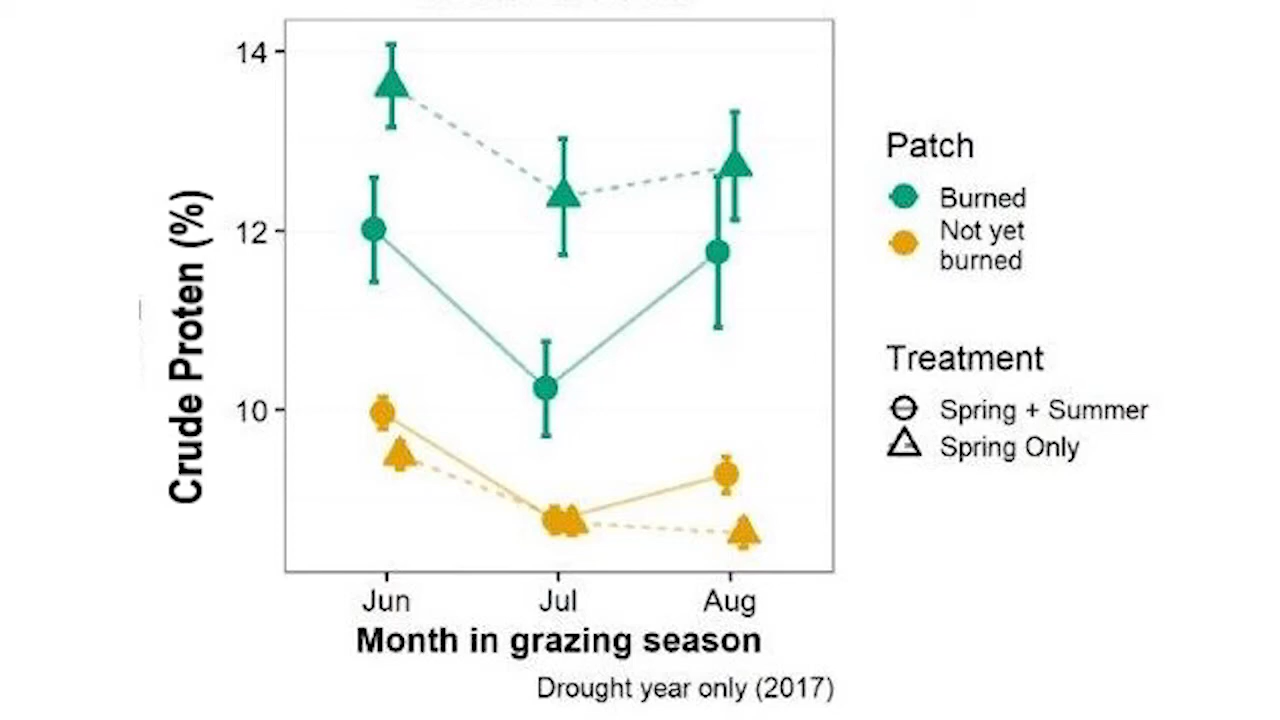 14
12
10
Crude Proten (%)
Jun Jul Aug
Month in grazing season
Drought year only (2017)
Patch
Burned
Not yet
burned
Treatment
Spring + Summer
Spring Only